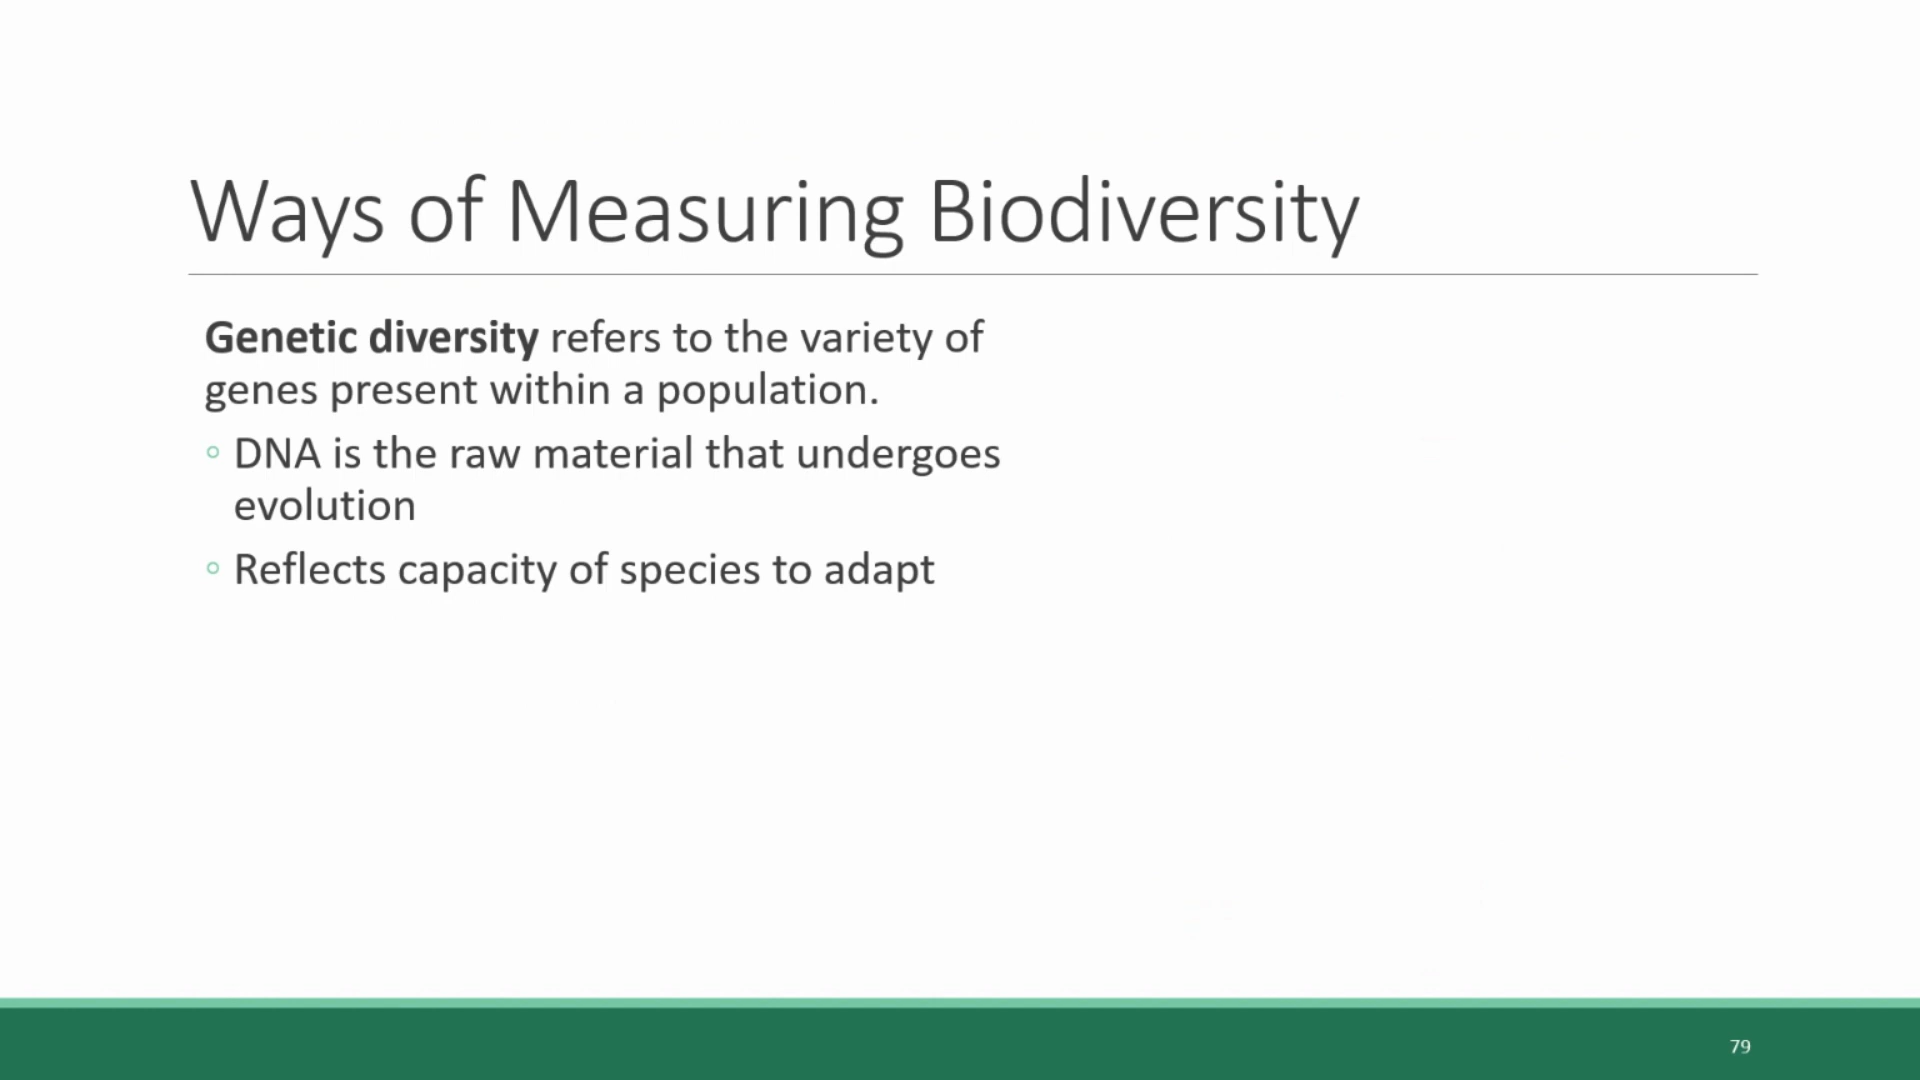 Ways of Measuring Biodiversity
Genetic diversity refers to the variety of
genes present within a population.
◦ DNA is the raw material that undergoes
evolution
◦ Reflects capacity of species to adapt
79